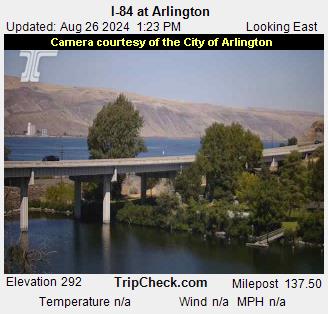 I-84 at Arlington
Updated: Aug 26 2024 1:23 PM Looking East
Camera courtesy of the City of Arlington
Elevation 292 TripCheck.com Milepost 137.50
Temperature n/a Wind n/a MPH n/a